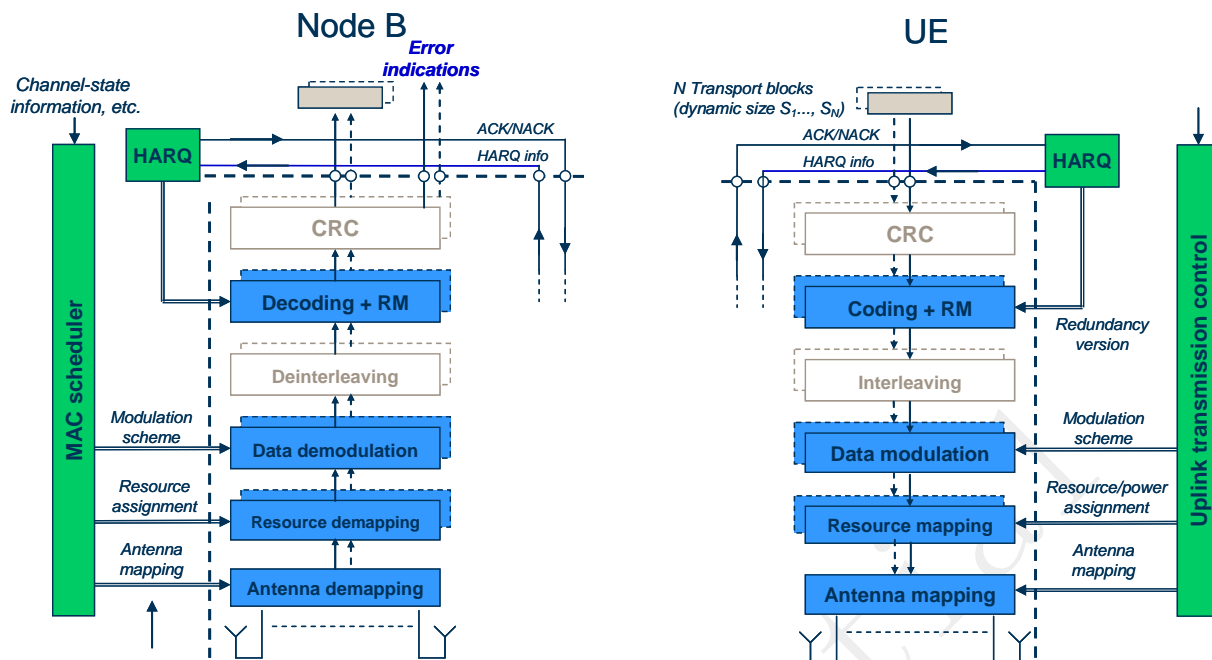 Node B
UE
Error
indications
Channel-state
information, etc.
N Transport blocks
(dynamic size S1..., SN)
HARQ
ACK/NACK
HARQ info
ACK/NACK
HARQ info
HARQ
CRC
CRC
Decoding + RM
Coding + RM
Redundancy
version
Deinterleaving
Interleaving
MAC scheduler
Uplink transmission control
Modulation
scheme
Data demodulation
Data modulation
Modulation
scheme
Resource
assignment
Resource demapping
Resource mapping
Resource/power
assignment
Antenna
mapping
Antenna demapping
Antenna mapping
Antenna
mapping